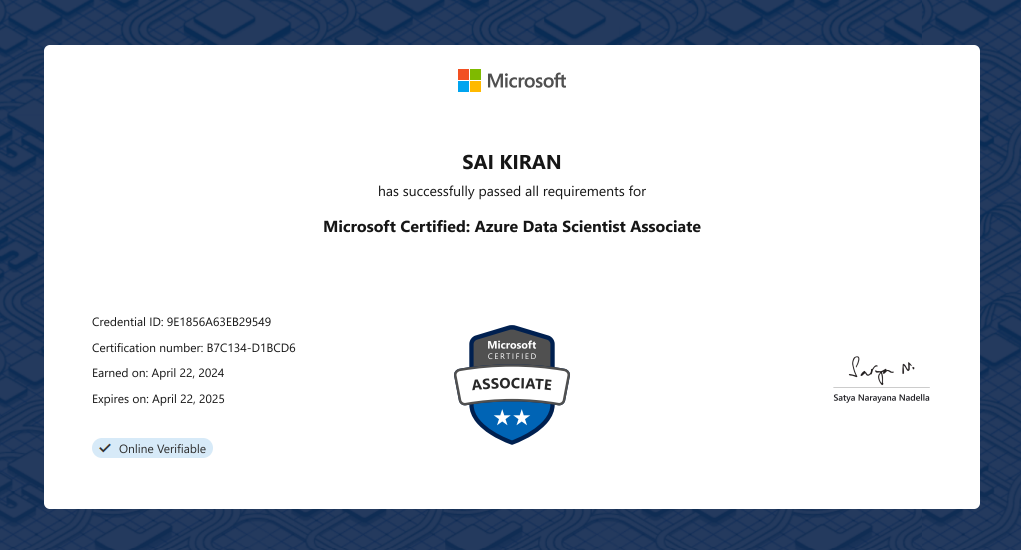 Microsoft
SAI KIRAN
has successfully passed all requirements for
Microsoft Certified: Azure Data Scientist Associate
Credential ID: 9E1856A63EB29549
Certification number: B7C134-D1BCD6
Earned on: April 22, 2024
Expires on: April 22, 2025
Online Verifiable
Microsoft
CERTIFIED
ASSOCIATE
Satya N.
Satya Narayana Nadella